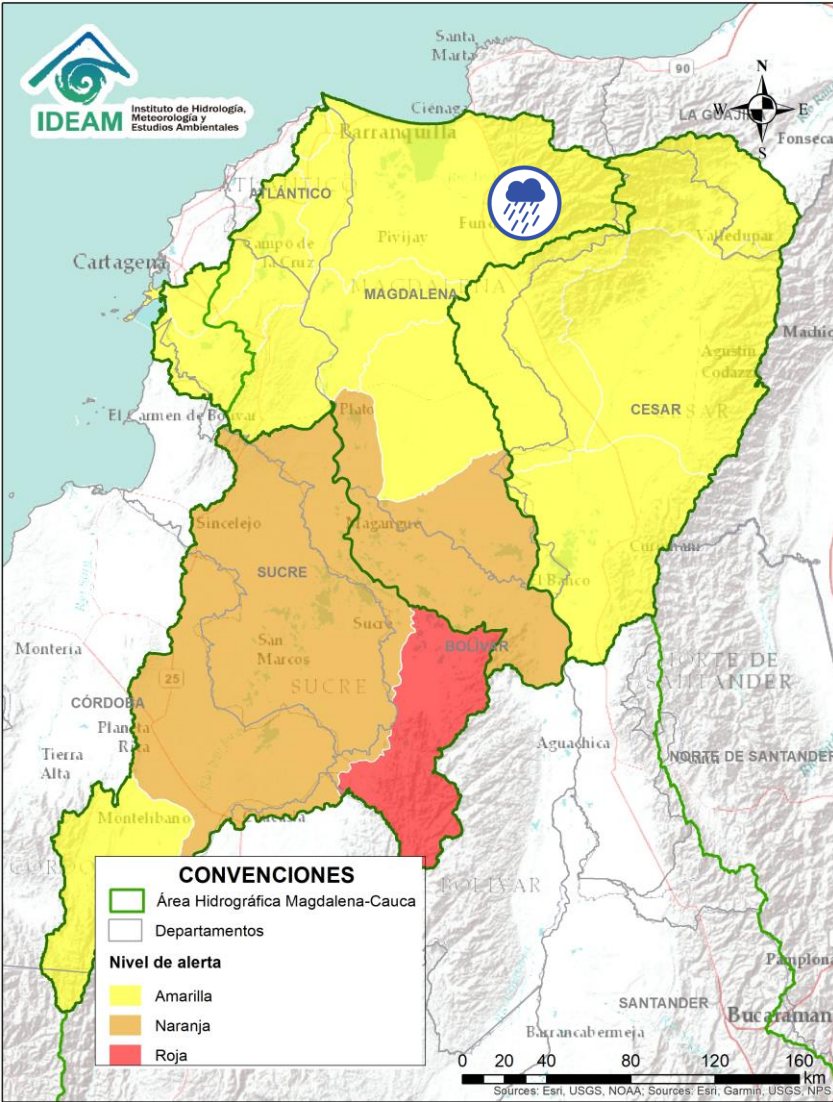 IDEAM
Instituto de Hidrología,
Meteorología y
Estudios Ambientales
Santa
Marta
90
N
W
E
S
LA GUAJIR
Fonseca
Ciénaga
Barranquilla
ATLÁNTICO
Pivijay
Valledupar
Campo de
la Cruz
Cartagena
MAGDALENA
MAGDALENA
Agustín
Codazzi
CESAR
El Carmen de Bolívar
Plato
Sincelejo
Magangue
SUCRE
El Banco
Sucre
San
Marcos
SUCRE
BOLÍVAR
Montería
25
CÓRDOBA
Planeta
Rica
Tierra
Alta
NORTE DE
SANTANDER
Aguachica
NORTE DE SANTANDER
Montelíbano
BOLÍVAR
Pamplona
SANTANDER
Bucaraman
Barrancabermeja
CONVENCIONES
Área Hidrográfica Magdalena-Cauca
Departamentos
Nivel de alerta
Amarilla
Naranja
Roja
0 20 40 80 120 160
km
Sources: Esri, USGS, NOAA; Sources: Esri, Garmin, USGS, NPS